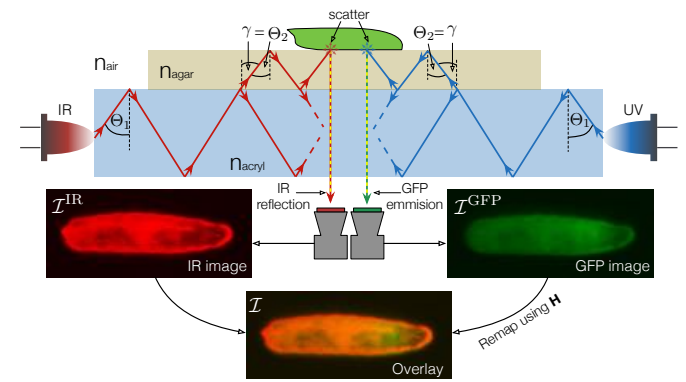 scatter
γ = Θ₂
Θ₂= γ
nair
nagar
IR
UV
Θ₁
Θ₁
nacryl
IR
reflection
GFP
emmision
𝓘ᴵᴿ
IR image
𝓘ᴳᶠᴾ
GFP image
𝓘
Overlay
Remap using H